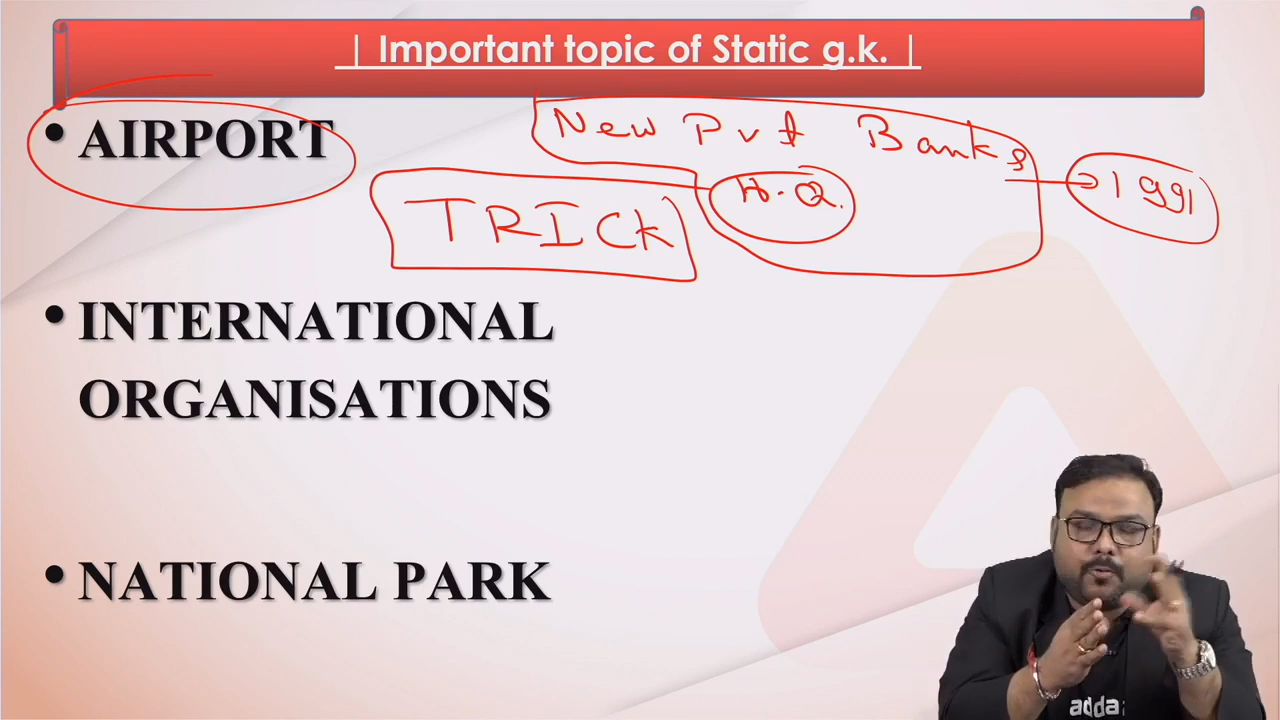 | Important topic of Static g.k. |
• AIRPORT
New Pvt Banks
H.Q.
1991
TRICK
• INTERNATIONAL
ORGANISATIONS
• NATIONAL PARK
adda